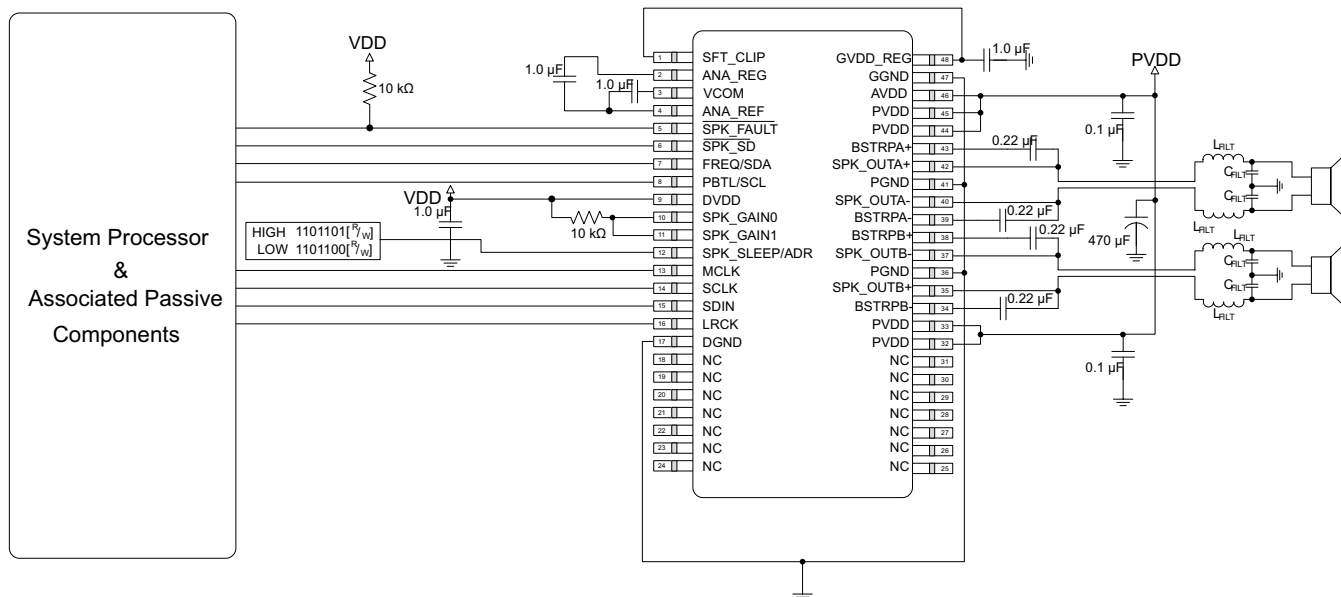 System Processor
&
Associated Passive
Components
VDD
10 kΩ
1.0 µF
1.0 µF
VDD
1.0 µF
10 kΩ
HIGH 1101101[R/W]
LOW 1101100[R/W]
1 SFT_CLIP
2 ANA_REG
3 VCOM
4 ANA_REF
5 SPK_FAULT
6 SPK_SD
7 FREQ/SDA
8 PBTL/SCL
9 DVDD
10 SPK_GAIN0
11 SPK_GAIN1
12 SPK_SLEEP/ADR
13 MCLK
14 SCLK
15 SDIN
16 LRCK
17 DGND
18 NC
19 NC
20 NC
21 NC
22 NC
23 NC
24 NC
GVDD_REG 48
GGND 47
AVDD 46
PVDD 45
PVDD 44
BSTRPA+ 43
SPK_OUTA+ 42
PGND 41
SPK_OUTA- 40
BSTRPA- 39
BSTRPB+ 38
SPK_OUTB- 37
PGND 36
SPK_OUTB+ 35
BSTRPB- 34
PVDD 33
PVDD 32
NC 31
NC 30
NC 29
NC 28
NC 27
NC 26
NC 25
1.0 µF
PVDD
0.1 µF
0.22 µF
0.22 µF
0.22 µF
0.22 µF
470 µF
0.1 µF
LFILT
CFILT
CFILT
LFILT
LFILT
CFILT
CFILT
LFILT